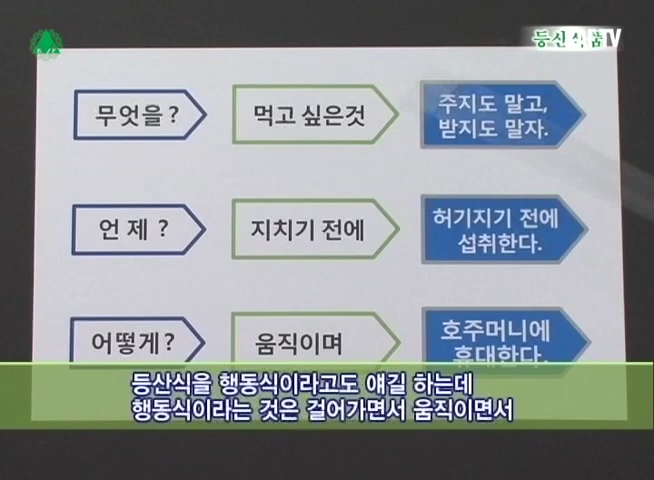 식품TV
무엇을?
먹고 싶은것
주지도 말고,
받지도 말자.
언 제 ?
지치기 전에
허기지기 전에
섭취한다.
어떻게?
움직이며
호주머니에
휴대한다.
등산식을 행동식이라고도 얘길 하는데
행동식이라는 것은 걸어가면서 움직이면서